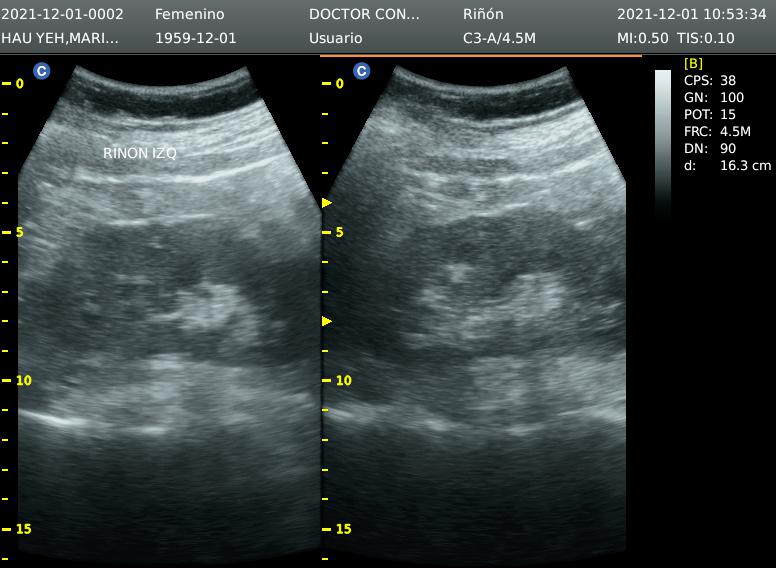 2021-12-01-0002 Femenino DOCTOR CON... Riñón 2021-12-01 10:53:34
HAU YEH,MARI... 1959-12-01 Usuario C3-A/4.5M MI:0.50 TIS:0.10
[B]
CPS: 38
GN: 100
POT: 15
FRC: 4.5M
DN: 90
d: 16.3 cm
C
0
RINON IZQ
5
10
15
C
0
5
10
15